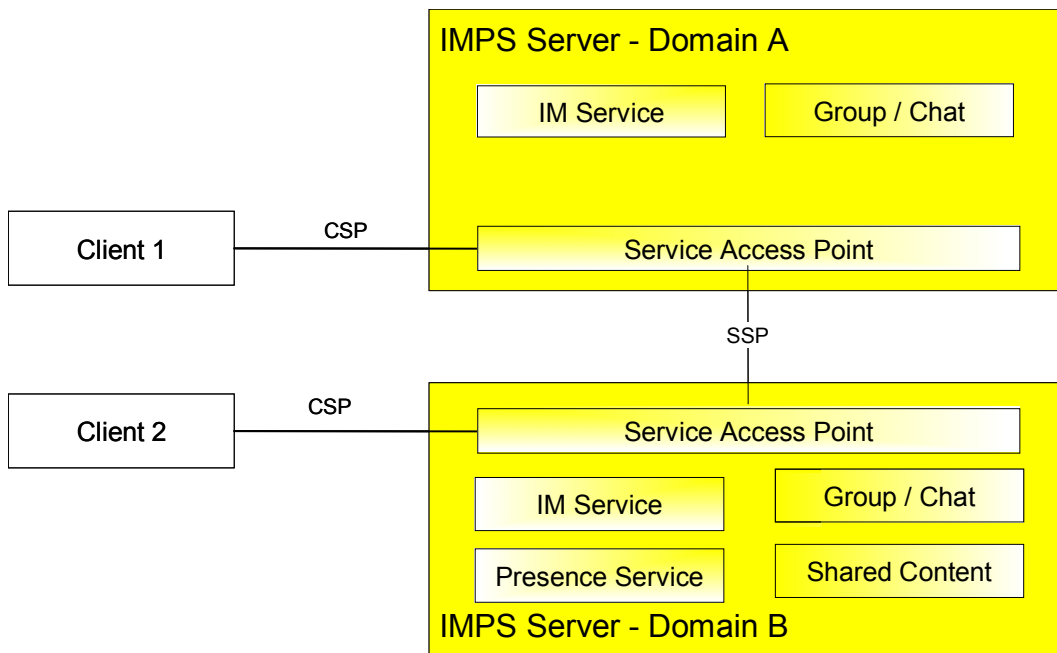 IMPS Server - Domain A
IM Service
Group / Chat
Client 1
CSP
Service Access Point
SSP
Client 2
CSP
Service Access Point
IM Service
Group / Chat
Presence Service
Shared Content
IMPS Server - Domain B